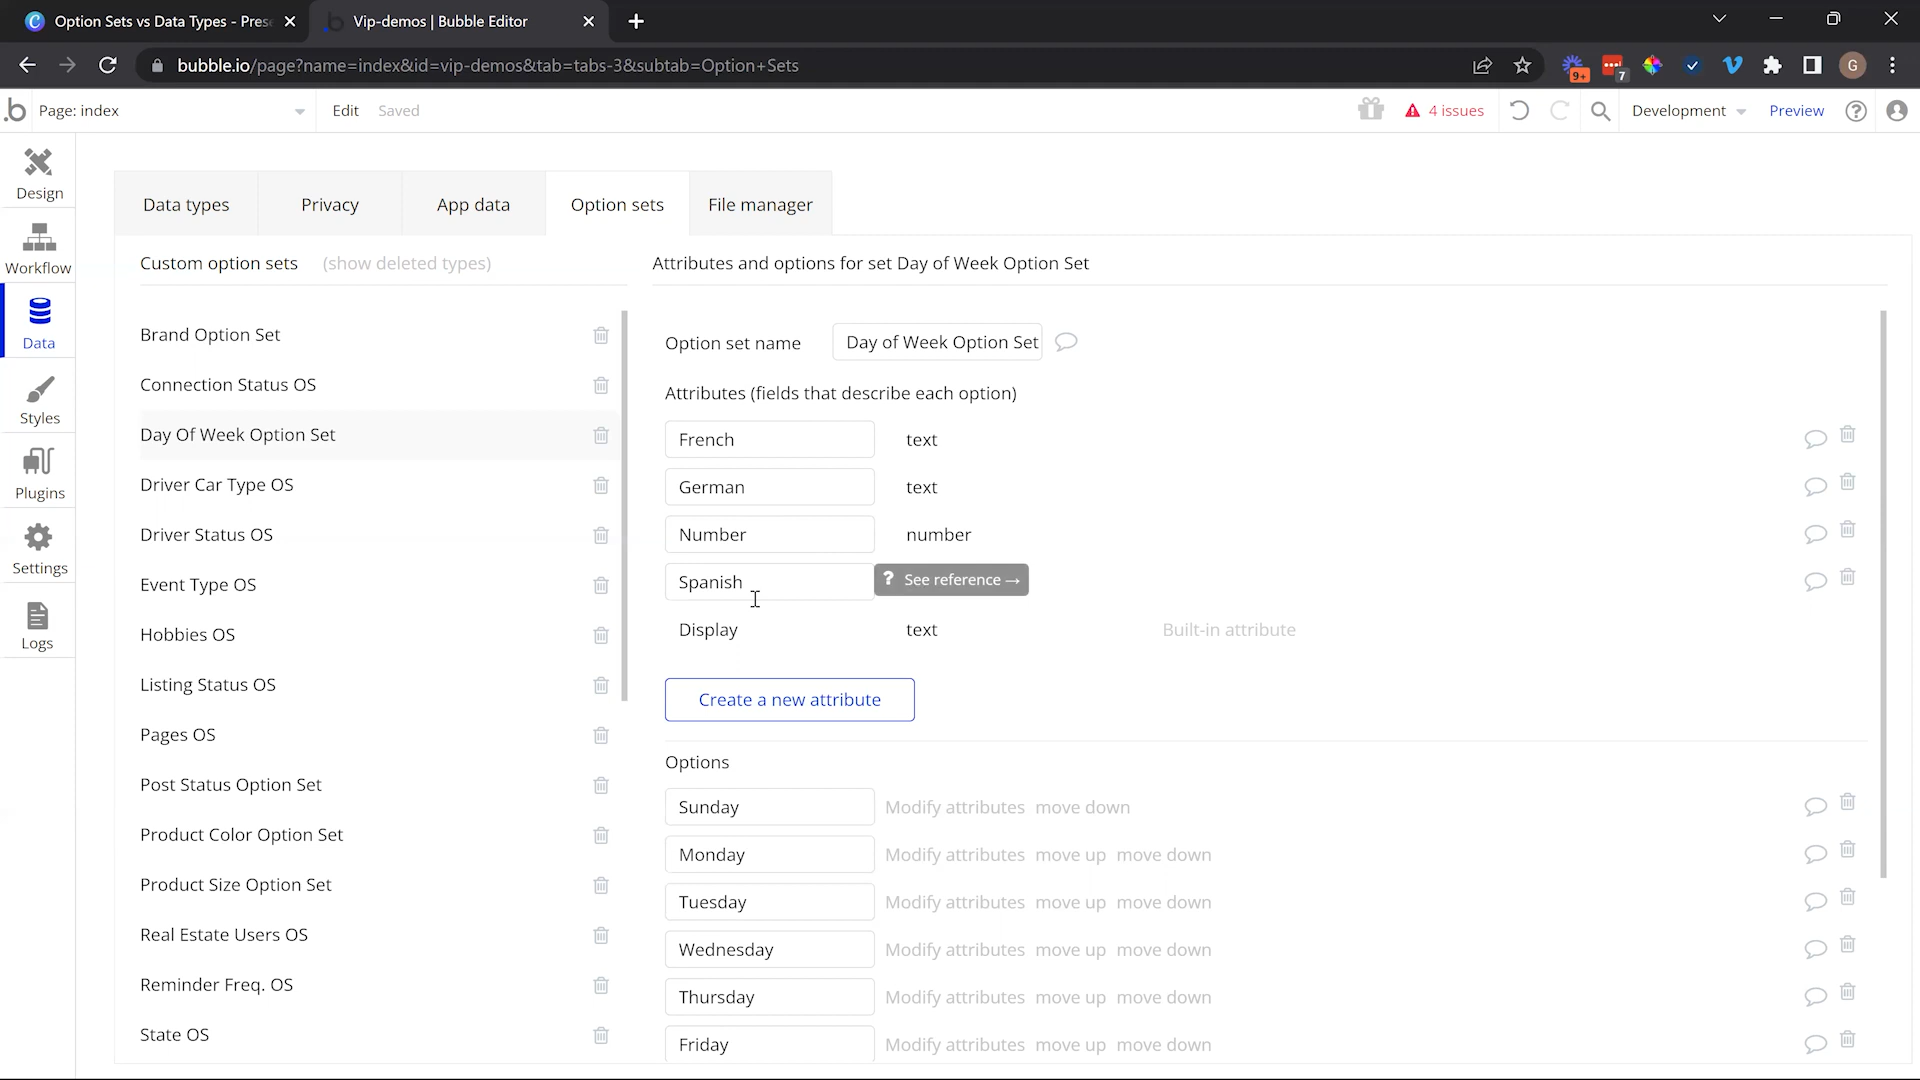 Option Sets vs Data Types - Prese
Vip-demos | Bubble Editor
bubble.io/page?name=index&id=vip-demos&tab=tabs-3&subtab=Option+Sets
9+
7
G
b
Page: index
Edit
Saved
4 issues
Development
Preview
Design
Workflow
Data
Styles
Plugins
Settings
Logs
Data types
Privacy
App data
Option sets
File manager
Custom option sets
(show deleted types)
Brand Option Set
Connection Status OS
Day Of Week Option Set
Driver Car Type OS
Driver Status OS
Event Type OS
Hobbies OS
Listing Status OS
Pages OS
Post Status Option Set
Product Color Option Set
Product Size Option Set
Real Estate Users OS
Reminder Freq. OS
State OS
Attributes and options for set Day of Week Option Set
Option set name
Day of Week Option Set
Attributes (fields that describe each option)
French text
German text
Number number
Spanish
? See reference →
Display text Built-in attribute
Create a new attribute
Options
Sunday Modify attributes move down
Monday Modify attributes move up move down
Tuesday Modify attributes move up move down
Wednesday Modify attributes move up move down
Thursday Modify attributes move up move down
Friday Modify attributes move up move down